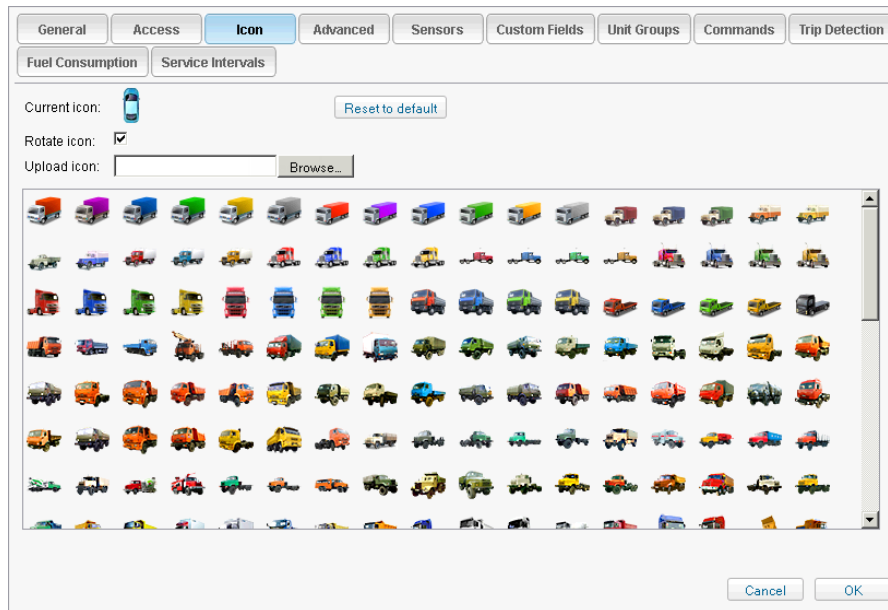 General Access Icon Advanced Sensors Custom Fields Unit Groups Commands Trip Detection
Fuel Consumption Service Intervals
Current icon: Reset to default
Rotate icon:
Upload icon: Browse...
Cancel OK